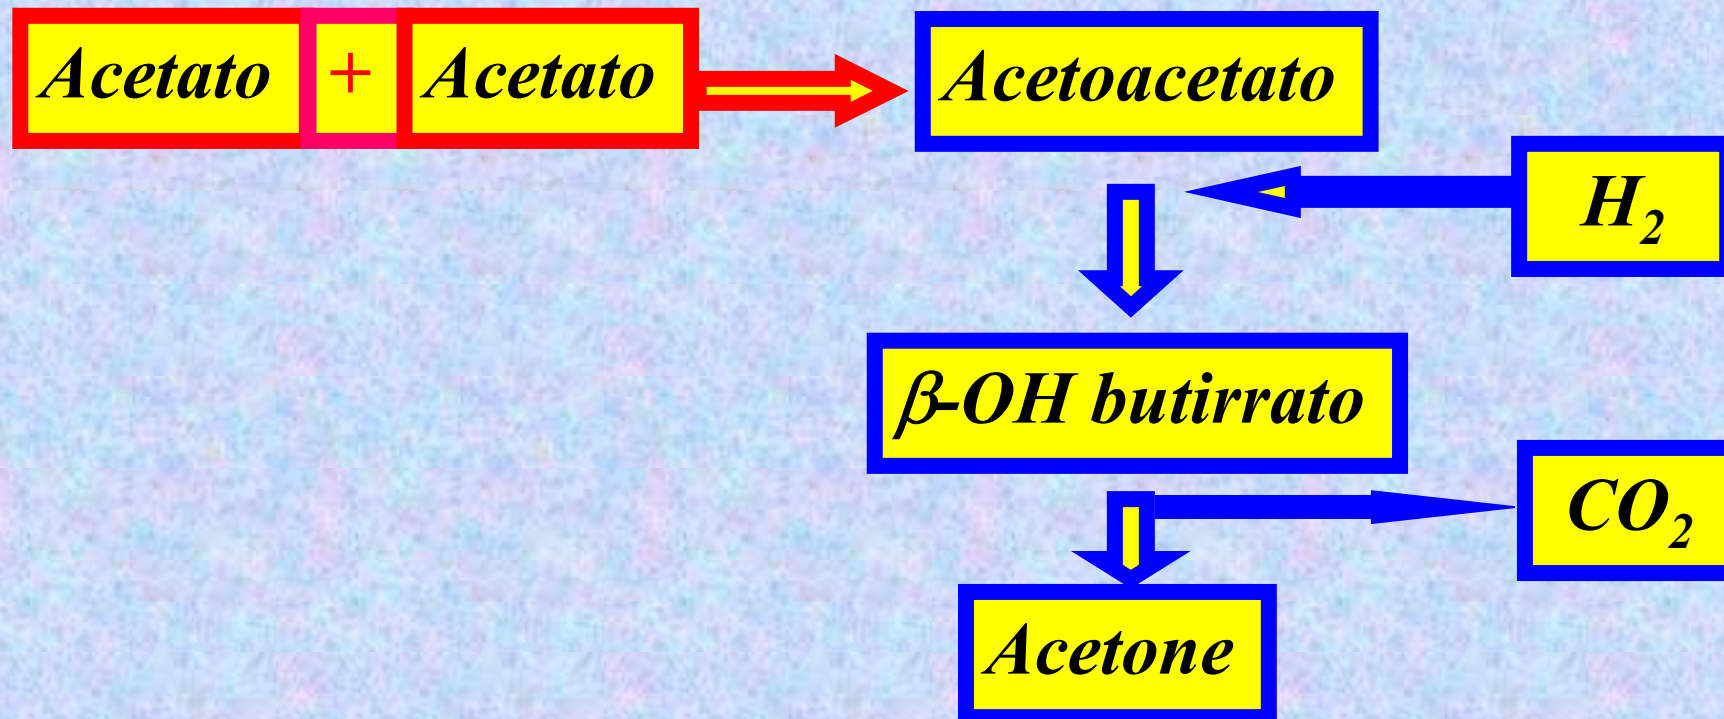 Acetato + Acetato
Acetoacetato
H₂
β-OH butirrato
CO₂
Acetone